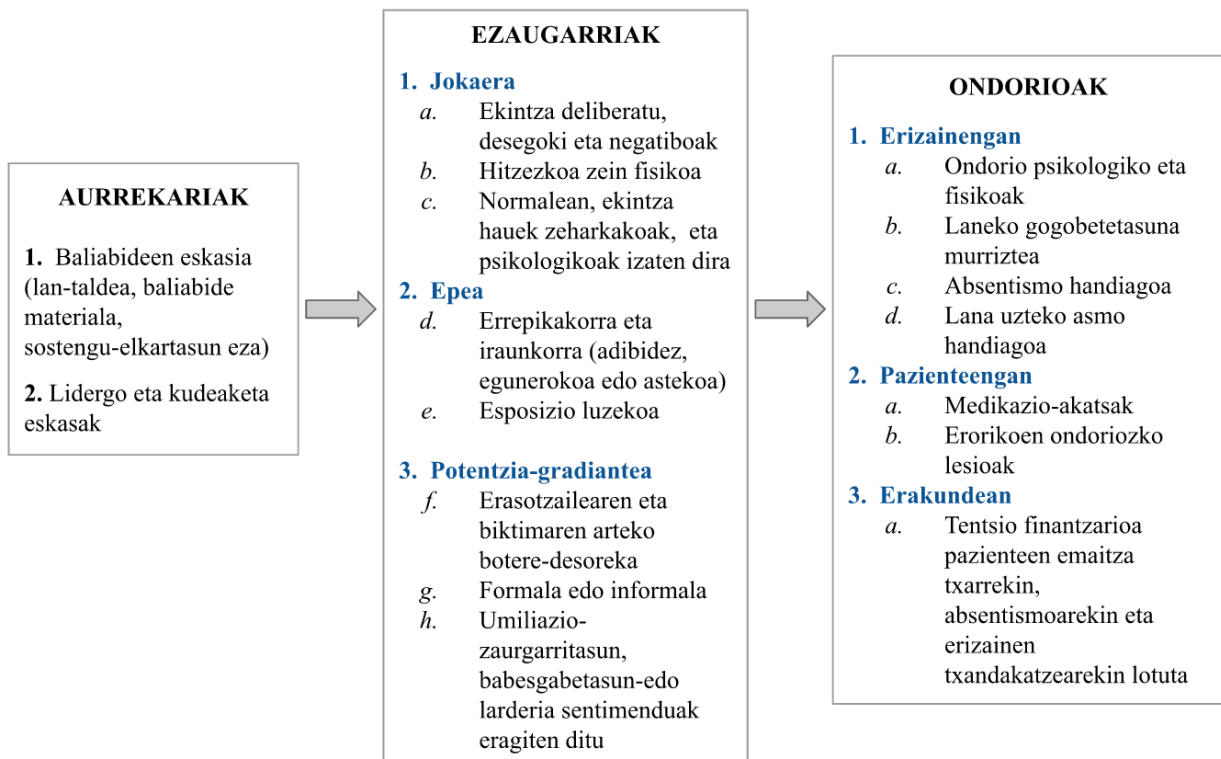 AURREKARIAK
1. Baliabideen eskasia
(lan-taldea, baliabide
materiala,
sostengu-elkartasun eza)
2. Lidergo eta kudeaketa
eskasak
EZAUGARRIAK
1. Jokaera
a. Ekintza deliberatu,
desegoki eta negatiboak
b. Hitzezkoa zein fisikoa
c. Normalean, ekintza
hauek zeharkakoak, eta
psikologikoak izaten dira
2. Epea
d. Errepikakorra eta
iraunkorra (adibidez,
egunerokoa edo astekoa)
e. Esposizio luzekoa
3. Potentzia-gradiantea
f. Erasotzailearen eta
biktimaren arteko
botere-desoreka
g. Formala edo informala
h. Umiliazio-
zaurgarritasun,
babesgabetasun-edo
larderia sentimenduak
eragiten ditu
ONDORIOAK
1. Erizainengan
a. Ondorio psikologiko eta
fisikoak
b. Laneko gogobetetasuna
murriztea
c. Absentismo handiagoa
d. Lana uzteko asmo
handiagoa
2. Pazienteengan
a. Medikazio-akatsak
b. Erorikoen ondoriozko
lesioak
3. Erakundean
a. Tentsio finantzarioa
pazienteen emaitza
txarrekin,
absentismoarekin eta
erizainen
txandakatzearekin lotuta